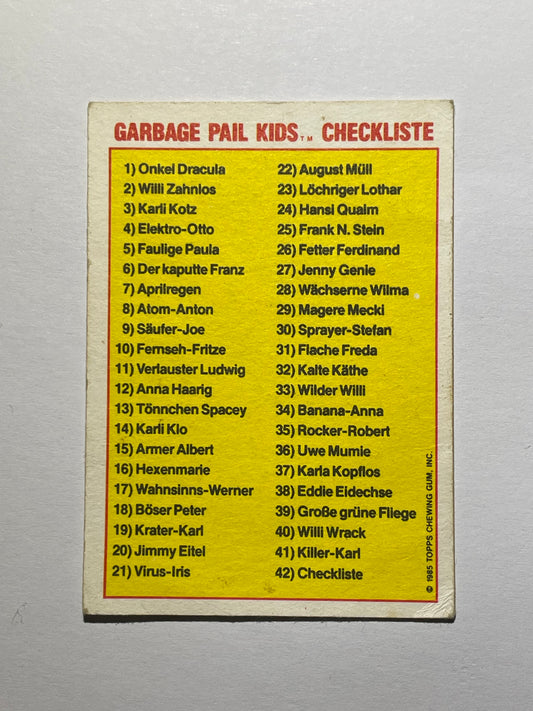 GARBAGE PAIL KIDS™ CHECKLISTE
1) Onkel Dracula
2) Willi Zahnlos
3) Karli Kotz
4) Elektro-Otto
5) Faulige Paula
6) Der kaputte Franz
7) Aprilregen
8) Atom-Anton
9) Säufer-Joe
10) Fernseh-Fritze
11) Verlauster Ludwig
12) Anna Haarig
13) Tönnchen Spacey
14) Karli Klo
15) Armer Albert
16) Hexenmarie
17) Wahnsinns-Werner
18) Böser Peter
19) Krater-Karl
20) Jimmy Eitel
21) Virus-Iris
22) August Müll
23) Löchriger Lothar
24) Hansi Qualm
25) Frank N. Stein
26) Fetter Ferdinand
27) Jenny Genie
28) Wächserne Wilma
29) Magere Mecki
30) Sprayer-Stefan
31) Flache Freda
32) Kalte Käthe
33) Wilder Willi
34) Banana-Anna
35) Rocker-Robert
36) Uwe Mumie
37) Karla Kopflos
38) Eddie Eidechse
39) Große grüne Fliege
40) Willi Wrack
41) Killer-Karl
42) Checkliste
© 1985 TOPPS CHEWING GUM, INC.